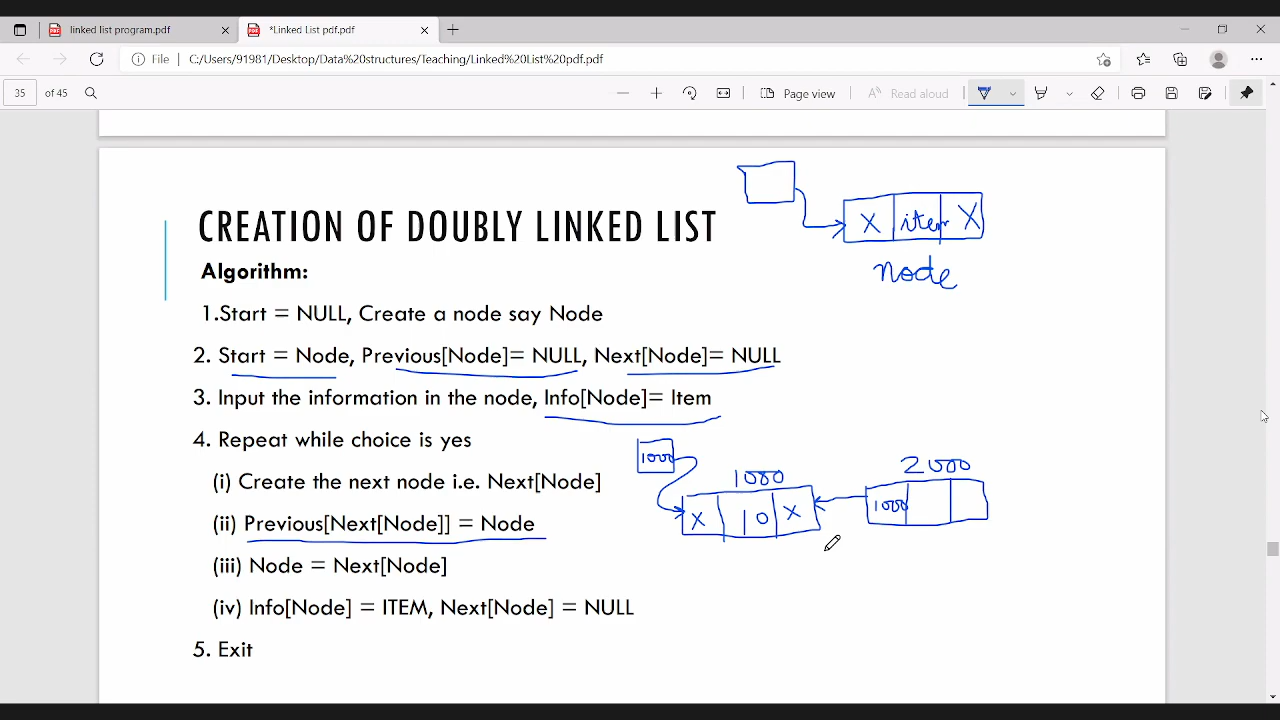 linked list program.pdf
*Linked List pdf.pdf
File
C:/Users/91981/Desktop/Data%20structures/Teaching/Linked%20List%20pdf.pdf
35
of 45
Page view
Read aloud
CREATION OF DOUBLY LINKED LIST
X item X
node
Algorithm:
1.Start = NULL, Create a node say Node
2. Start = Node, Previous[Node]= NULL, Next[Node]= NULL
3. Input the information in the node, Info[Node]= Item
4. Repeat while choice is yes
1000
1000
2000
(i) Create the next node i.e. Next[Node]
X 10 X
1000
(ii) Previous[Next[Node]] = Node
(iii) Node = Next[Node]
(iv) Info[Node] = ITEM, Next[Node] = NULL
5. Exit